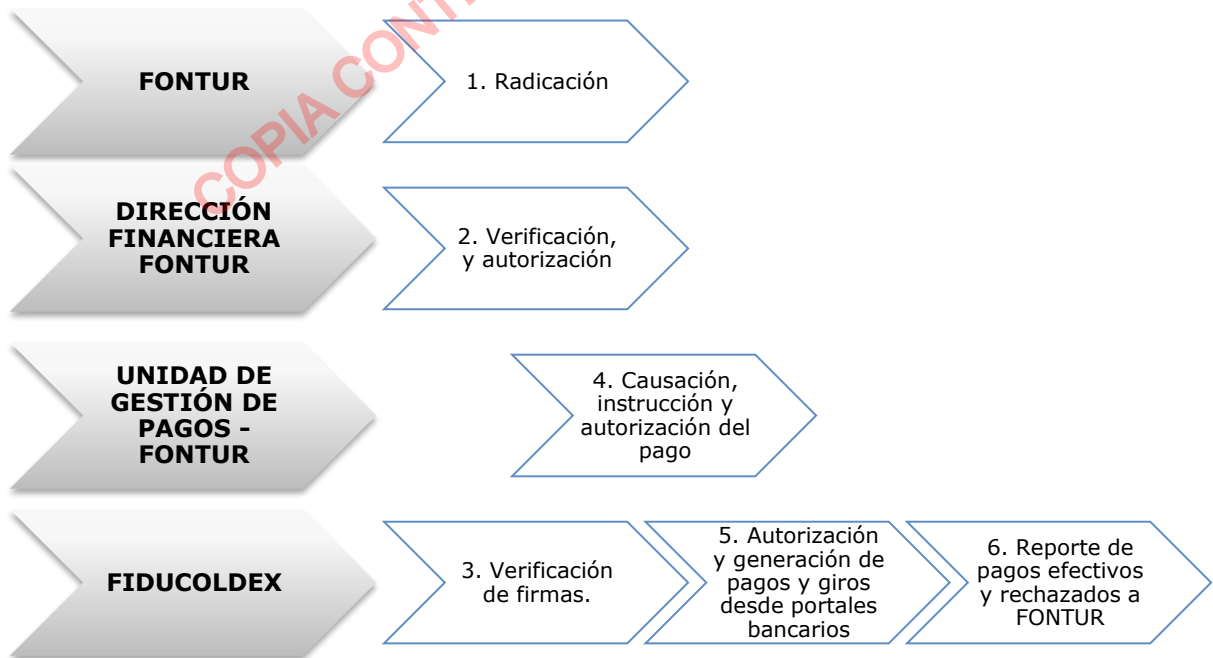 FONTUR
1. Radicación
DIRECCIÓN
FINANCIERA
FONTUR
2. Verificación,
y autorización
UNIDAD DE
GESTIÓN DE
PAGOS -
FONTUR
4. Causación,
instrucción y
autorización del
pago
FIDUCOLDEX
3. Verificación
de firmas.
5. Autorización
y generación de
pagos y giros
desde portales
bancarios
6. Reporte de
pagos efectivos
y rechazados a
FONTUR
COPIA